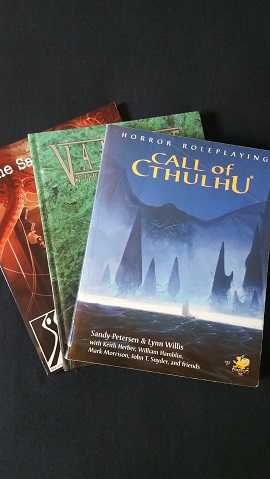 HORROR ROLEPLAYING
CALL of
CTHULHU®
Sandy Petersen & Lynn Willis
with Keith Herber, William Hamblin,
Mark Morrison, John T. Snyder, and friends